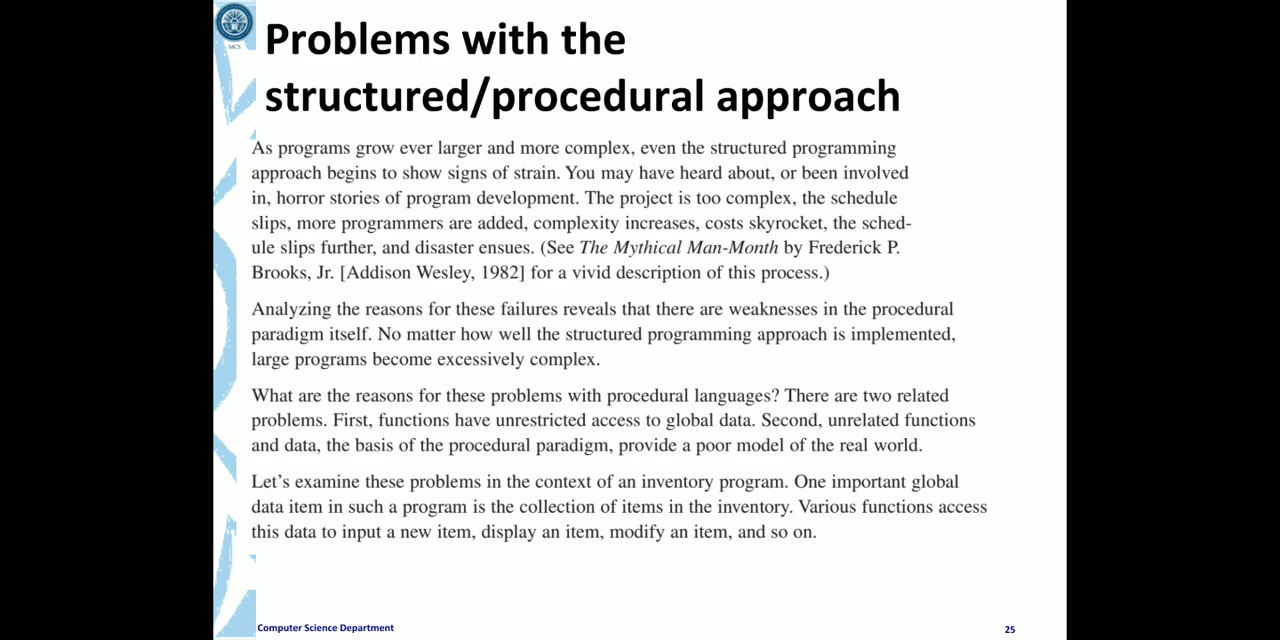 MCS
Problems with the
structured/procedural approach
As programs grow ever larger and more complex, even the structured programming
approach begins to show signs of strain. You may have heard about, or been involved
in, horror stories of program development. The project is too complex, the schedule
slips, more programmers are added, complexity increases, costs skyrocket, the sched-
ule slips further, and disaster ensues. (See The Mythical Man-Month by Frederick P.
Brooks, Jr. [Addison Wesley, 1982] for a vivid description of this process.)
Analyzing the reasons for these failures reveals that there are weaknesses in the procedural
paradigm itself. No matter how well the structured programming approach is implemented,
large programs become excessively complex.
What are the reasons for these problems with procedural languages? There are two related
problems. First, functions have unrestricted access to global data. Second, unrelated functions
and data, the basis of the procedural paradigm, provide a poor model of the real world.
Let's examine these problems in the context of an inventory program. One important global
data item in such a program is the collection of items in the inventory. Various functions access
this data to input a new item, display an item, modify an item, and so on.
Computer Science Department
25